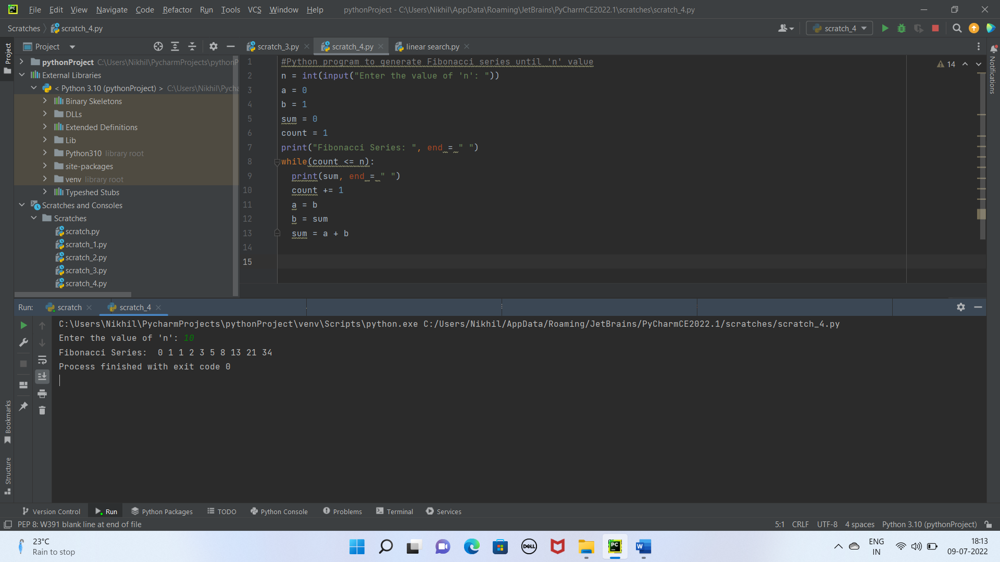 File Edit View Navigate Code Refactor Run Tools VCS Window Help pythonProject - C:\Users\Nikhil\AppData\Roaming\JetBrains\PyCharmCE2022.1\scratches\scratch_4.py
Scratches scratch_4.py scratch_4
Project scratch_3.py scratch_4.py linear search.py
Project
pythonProject C:\Users\Nikhil\PycharmProjects\pythonP
External Libraries
< Python 3.10 (pythonProject) > C:\Users\Nikhil\Pycha
Binary Skeletons
DLLs
Extended Definitions
Lib
Python310 library root
site-packages
venv library root
Typeshed Stubs
Scratches and Consoles
Scratches
scratch.py
scratch_1.py
scratch_2.py
scratch_3.py
scratch_4.py
1 #Python program to generate Fibonacci series until 'n' value
2 n = int(input("Enter the value of 'n': "))
3 a = 0
4 b = 1
5 sum = 0
6 count = 1
7 print("Fibonacci Series: ", end = " ")
8 while(count <= n):
9 print(sum, end = " ")
10 count += 1
11 a = b
12 b = sum
13 sum = a + b
14
15
14
Notifications
Run: scratch scratch_4
C:\Users\Nikhil\PycharmProjects\pythonProject\venv\Scripts\python.exe C:/Users/Nikhil/AppData/Roaming/JetBrains/PyCharmCE2022.1/scratches/scratch_4.py
Enter the value of 'n': 10
Fibonacci Series:  0 1 1 2 3 5 8 13 21 34
Process finished with exit code 0
Bookmarks
Structure
Version Control Run Python Packages TODO Python Console Problems Terminal Services
PEP 8: W391 blank line at end of file 5:1 CRLF UTF-8 4 spaces Python 3.10 (pythonProject)
23°C
Rain to stop
DELL
PC
W
ENG
IN
18:13
09-07-2022